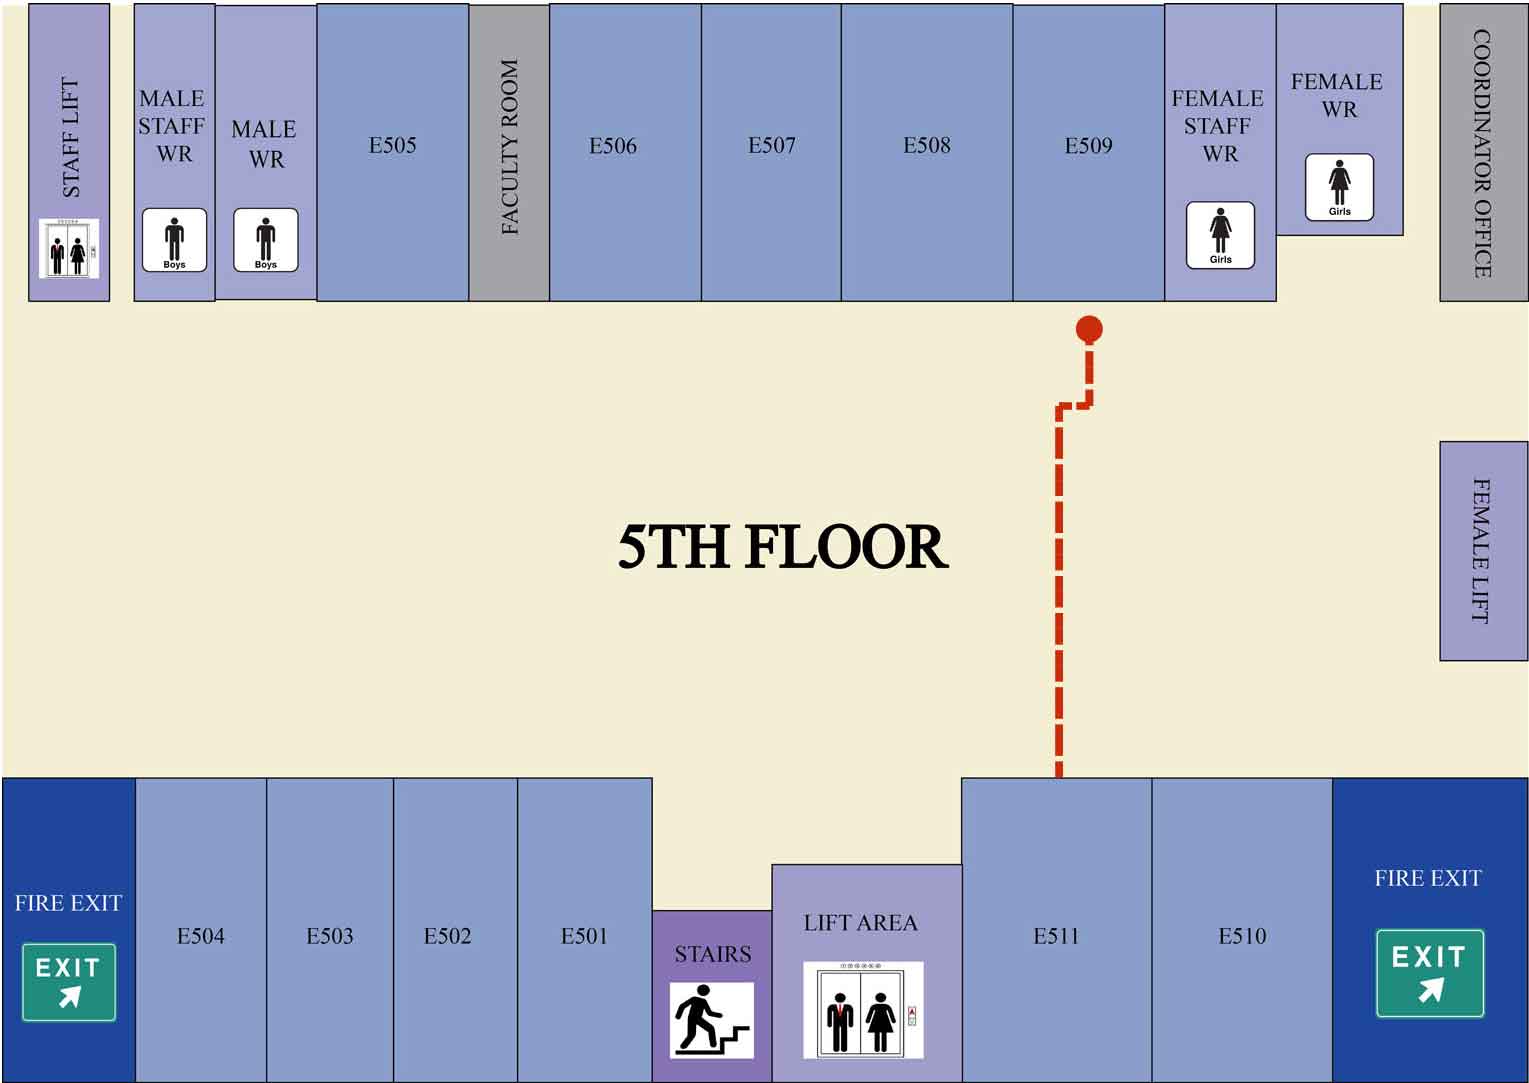 STAFF LIFT
MALE
STAFF
WR
Boys
MALE
WR
Boys
E505
FACULTY ROOM
E506
E507
E508
E509
FEMALE
STAFF
WR
Girls
FEMALE
WR
Girls
COORDINATOR OFFICE
5TH FLOOR
FEMALE LIFT
FIRE EXIT
EXIT
E504
E503
E502
E501
STAIRS
LIFT AREA
E511
E510
FIRE EXIT
EXIT